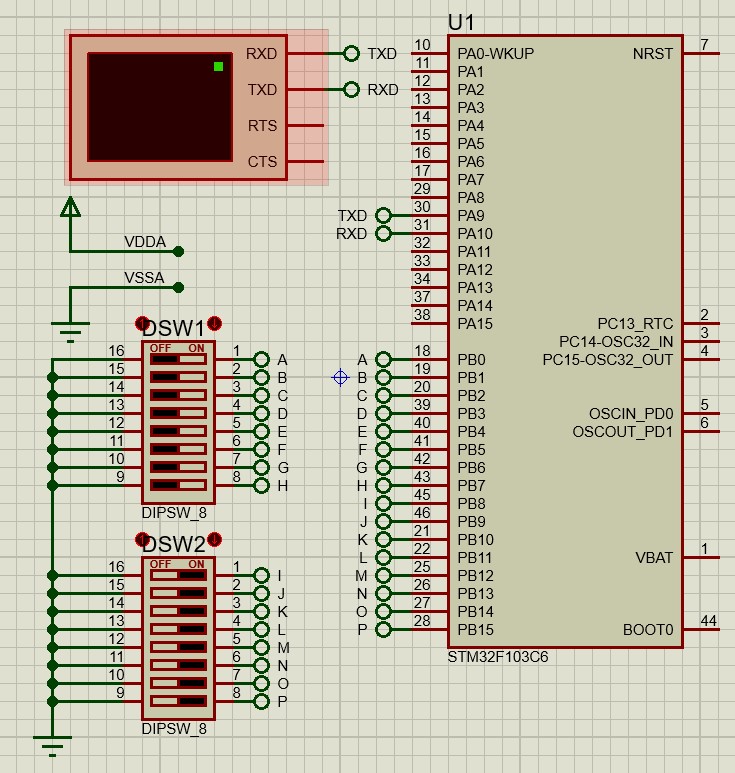 U1
RXD TXD
TXD RXD
RTS
CTS
VDDA
VSSA
TXD
RXD
10 PA0-WKUP NRST 7
11 PA1
12 PA2
13 PA3
14 PA4
15 PA5
16 PA6
17 PA7
29 PA8
30 PA9
31 PA10
32 PA11
33 PA12
34 PA13
37 PA14
38 PA15 PC13_RTC 2
PC14-OSC32_IN 3
A 18 PB0 PC15-OSC32_OUT 4
B 19 PB1
C 20 PB2
D 39 PB3 OSCIN_PD0 5
E 40 PB4 OSCOUT_PD1 6
F 41 PB5
G 42 PB6
H 43 PB7
I 45 PB8
J 46 PB9
K 21 PB10
L 22 PB11 VBAT 1
M 25 PB12
N 26 PB13
O 27 PB14
P 28 PB15 BOOT0 44
STM32F103C6
DSW1
OFF ON
16 1 A
15 2 B
14 3 C
13 4 D
12 5 E
11 6 F
10 7 G
9 8 H
DIPSW_8
DSW2
OFF ON
16 1 I
15 2 J
14 3 K
13 4 L
12 5 M
11 6 N
10 7 O
9 8 P
DIPSW_8